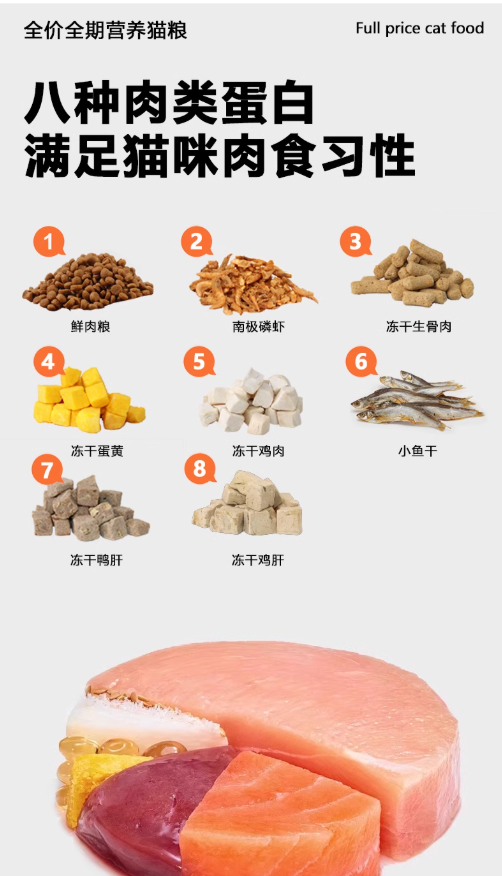 全价全期营养猫粮
Full price cat food
八种肉类蛋白
满足猫咪肉食习性
1
2
3
鲜肉粮
南极磷虾
冻干生骨肉
4
5
6
冻干蛋黄
冻干鸡肉
小鱼干
7
8
冻干鸭肝
冻干鸡肝